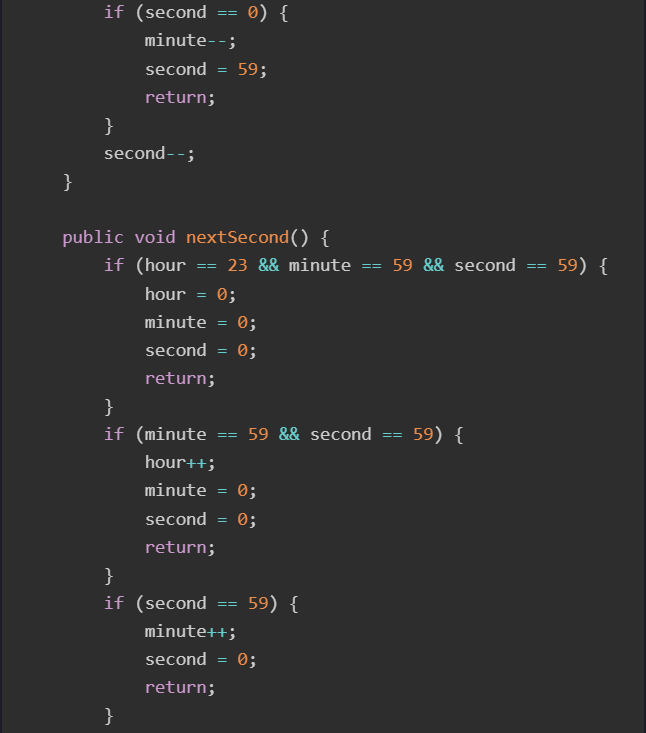 if (second == 0) {
minute--;
second = 59;
return;
}
second--;
}
public void nextSecond() {
if (hour == 23 && minute == 59 && second == 59) {
hour = 0;
minute = 0;
second = 0;
return;
}
if (minute == 59 && second == 59) {
hour++;
minute = 0;
second = 0;
return;
}
if (second == 59) {
minute++;
second = 0;
return;
}